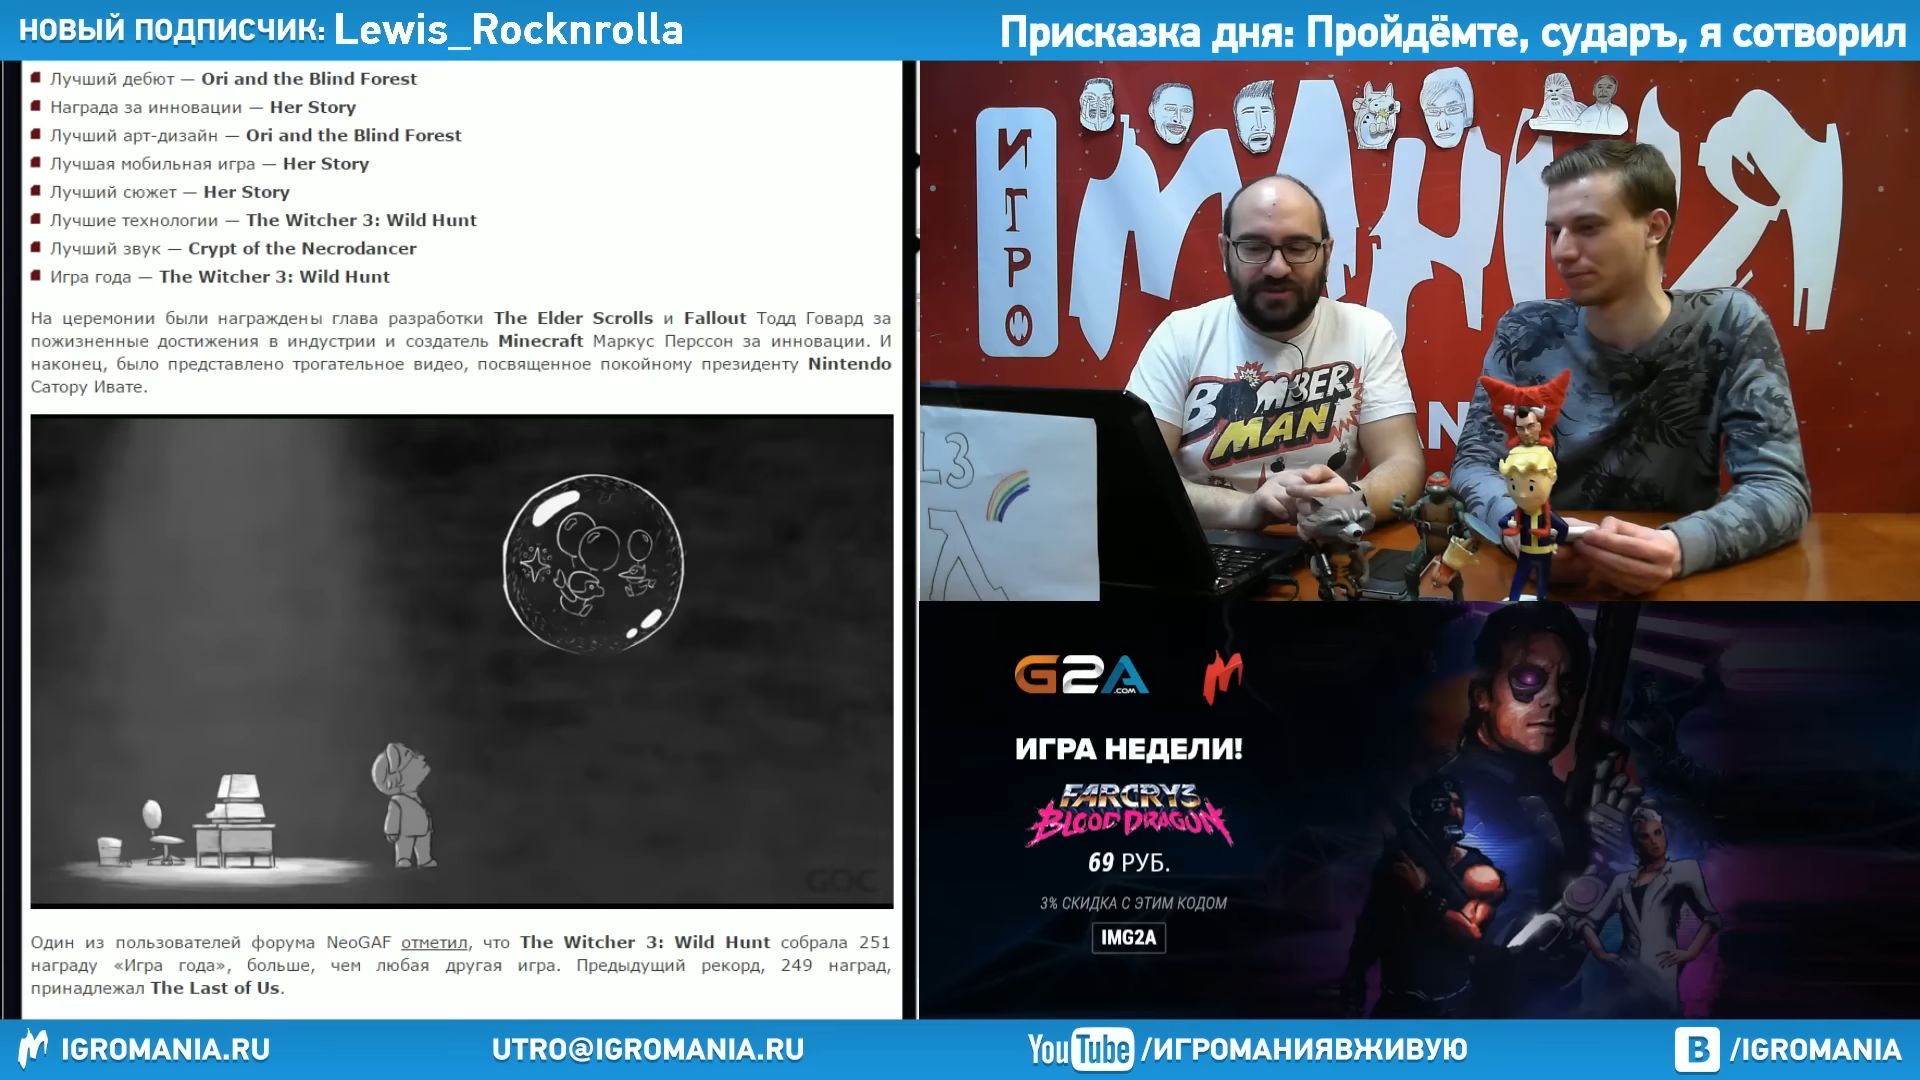 НОВЫЙ ПОДПИСЧИК: Lewis_Rocknrolla
Присказка дня: Пройдёмте, сударъ, я сотворил
Лучший дебют — Ori and the Blind Forest
Награда за инновации — Her Story
Лучший арт-дизайн — Ori and the Blind Forest
Лучшая мобильная игра — Her Story
Лучший сюжет — Her Story
Лучшие технологии — The Witcher 3: Wild Hunt
Лучший звук — Crypt of the Necrodancer
Игра года — The Witcher 3: Wild Hunt
На церемонии были награждены глава разработки The Elder Scrolls и Fallout Тодд Говард за
пожизненные достижения в индустрии и создатель Minecraft Маркус Перссон за инновации. И
наконец, было представлено трогательное видео, посвященное покойному президенту Nintendo
Сатору Ивате.
GDC
Один из пользователей форума NeoGAF отметил, что The Witcher 3: Wild Hunt собрала 251
награду «Игра года», больше, чем любая другая игра. Предыдущий рекорд, 249 наград,
принадлежал The Last of Us.
ИГРО
МАНИЯ
BOMBER
MAN
L3
G2A
.COM
ИГРА НЕДЕЛИ!
FARCRY3
BLOOD DRAGON
69 РУБ.
3% СКИДКА С ЭТИМ КОДОМ
IMG2A
IGROMANIA.RU
UTRO@IGROMANIA.RU
YouTube /ИГРОМАНИЯВЖИВУЮ
B /IGROMANIA